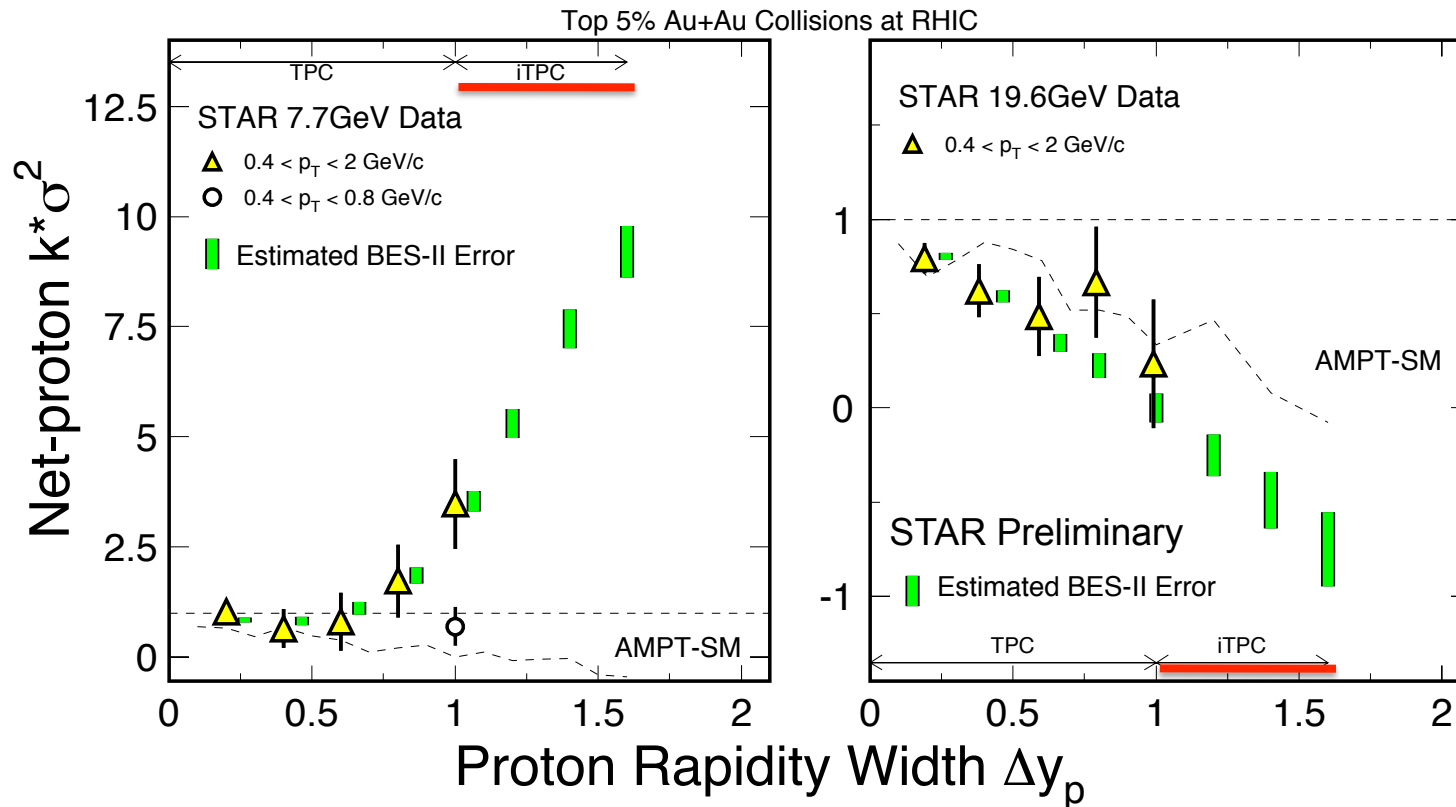 Top 5% Au+Au Collisions at RHIC
TPC
iTPC
STAR 7.7GeV Data
0.4 < p_T < 2 GeV/c
0.4 < p_T < 0.8 GeV/c
Estimated BES-II Error
AMPT-SM
12.5
10
7.5
5
2.5
0
0
0.5
1
1.5
2
Net-proton k*σ²
STAR 19.6GeV Data
0.4 < p_T < 2 GeV/c
AMPT-SM
STAR Preliminary
Estimated BES-II Error
TPC
iTPC
1
0
-1
0
0.5
1
1.5
2
Proton Rapidity Width Δy_p